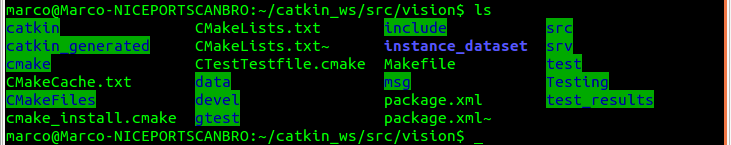 marco@Marco-NICEPORTSCANBRO:~/catkin_ws/src/vision$ ls
catkin CMakeLists.txt include src
catkin_generated CMakeLists.txt~ instance_dataset srv
cmake CTestTestfile.cmake Makefile test
CMakeCache.txt data msg Testing
CMakeFiles devel package.xml test_results
cmake_install.cmake gtest package.xml~
marco@Marco-NICEPORTSCANBRO:~/catkin_ws/src/vision$ _